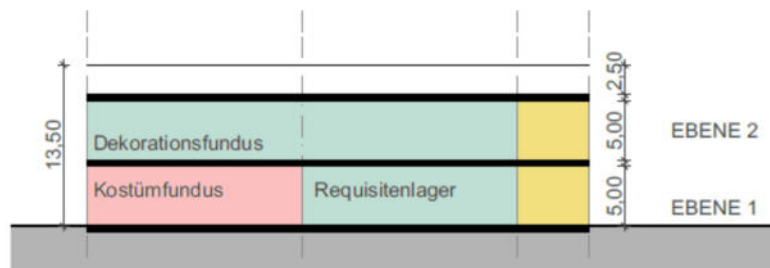 2,50
13,50
Dekorationsfundus
5,00
EBENE 2
Kostümfundus
Requisitenlager
5,00
EBENE 1